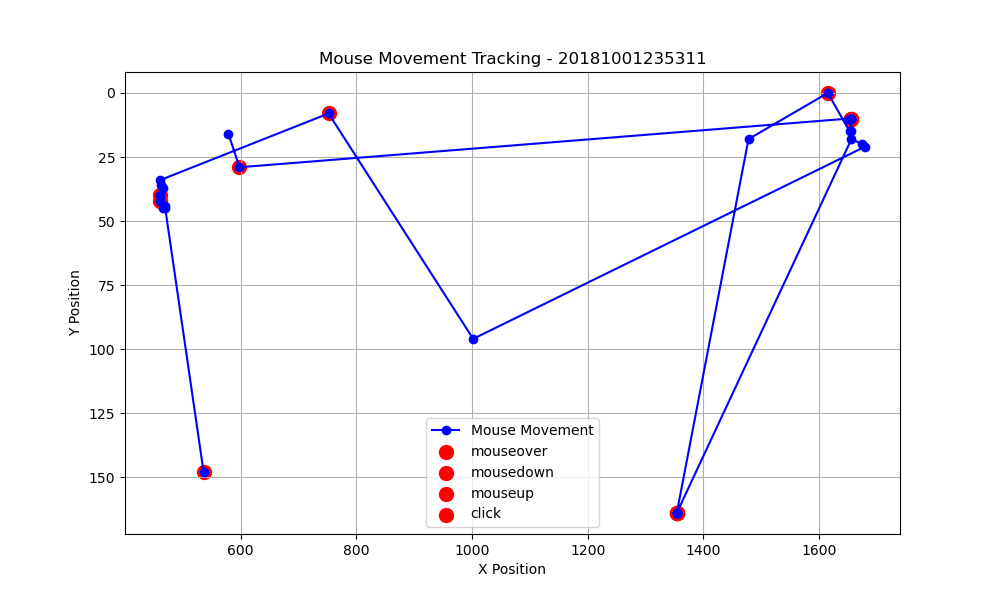 Mouse Movement Tracking - 20181001235311
0
25
50
75
100
125
150
Y Position
600
800
1000
1200
1400
1600
X Position
Mouse Movement
mouseover
mousedown
mouseup
click